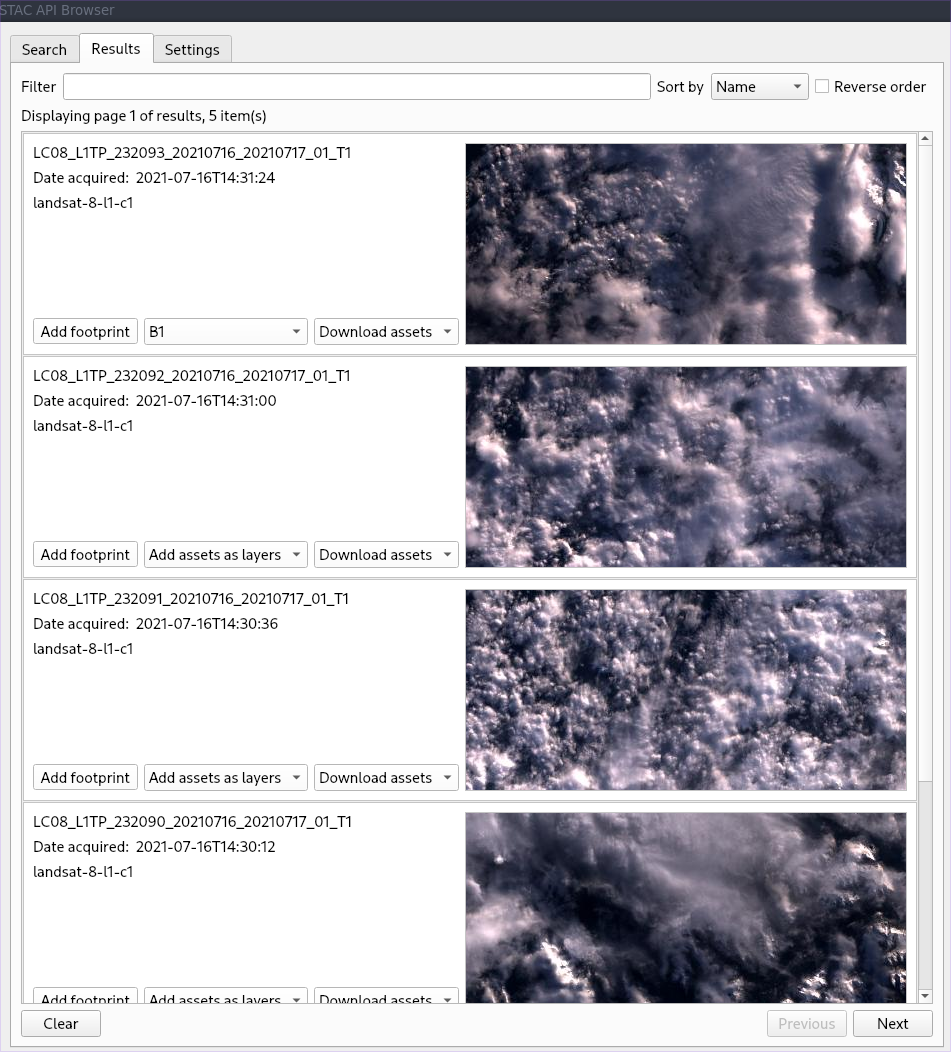 STAC API Browser
Search Results Settings
Filter Sort by Name Reverse order
Displaying page 1 of results, 5 item(s)
LC08_L1TP_232093_20210716_20210717_01_T1
Date acquired: 2021-07-16T14:31:24
landsat-8-l1-c1
Add footprint B1 Download assets
LC08_L1TP_232092_20210716_20210717_01_T1
Date acquired: 2021-07-16T14:31:00
landsat-8-l1-c1
Add footprint Add assets as layers Download assets
LC08_L1TP_232091_20210716_20210717_01_T1
Date acquired: 2021-07-16T14:30:36
landsat-8-l1-c1
Add footprint Add assets as layers Download assets
LC08_L1TP_232090_20210716_20210717_01_T1
Date acquired: 2021-07-16T14:30:12
landsat-8-l1-c1
Add footprint Add assets as layers Download assets
Clear Previous Next